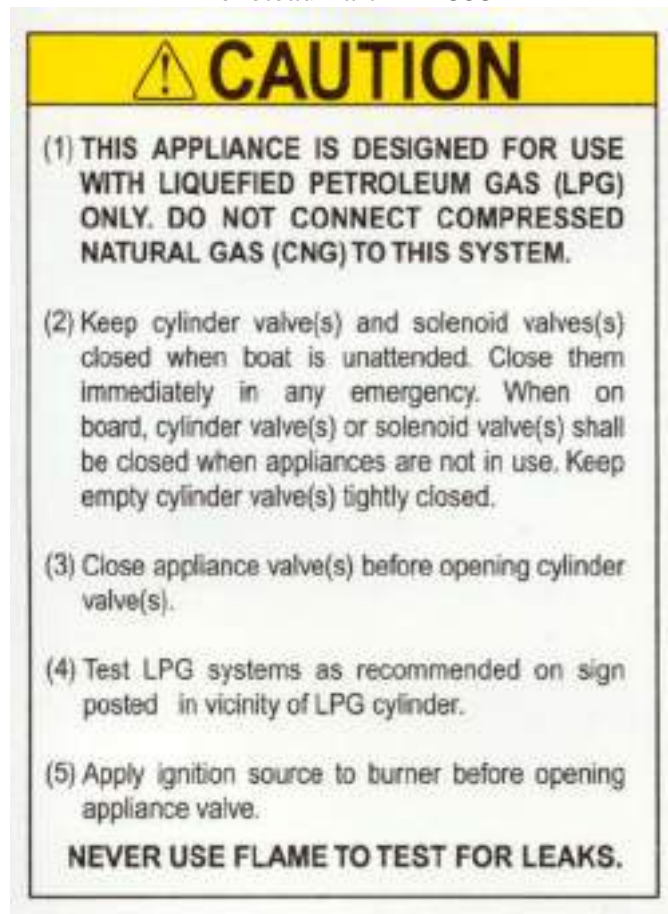 CAUTION
(1) THIS APPLIANCE IS DESIGNED FOR USE
WITH LIQUEFIED PETROLEUM GAS (LPG)
ONLY. DO NOT CONNECT COMPRESSED
NATURAL GAS (CNG) TO THIS SYSTEM.
(2) Keep cylinder valve(s) and solenoid valves(s)
closed when boat is unattended. Close them
immediately in any emergency. When on
board, cylinder valve(s) or solenoid valve(s) shall
be closed when appliances are not in use. Keep
empty cylinder valve(s) tightly closed.
(3) Close appliance valve(s) before opening cylinder
valve(s).
(4) Test LPG systems as recommended on sign
posted in vicinity of LPG cylinder.
(5) Apply ignition source to burner before opening
appliance valve.
NEVER USE FLAME TO TEST FOR LEAKS.